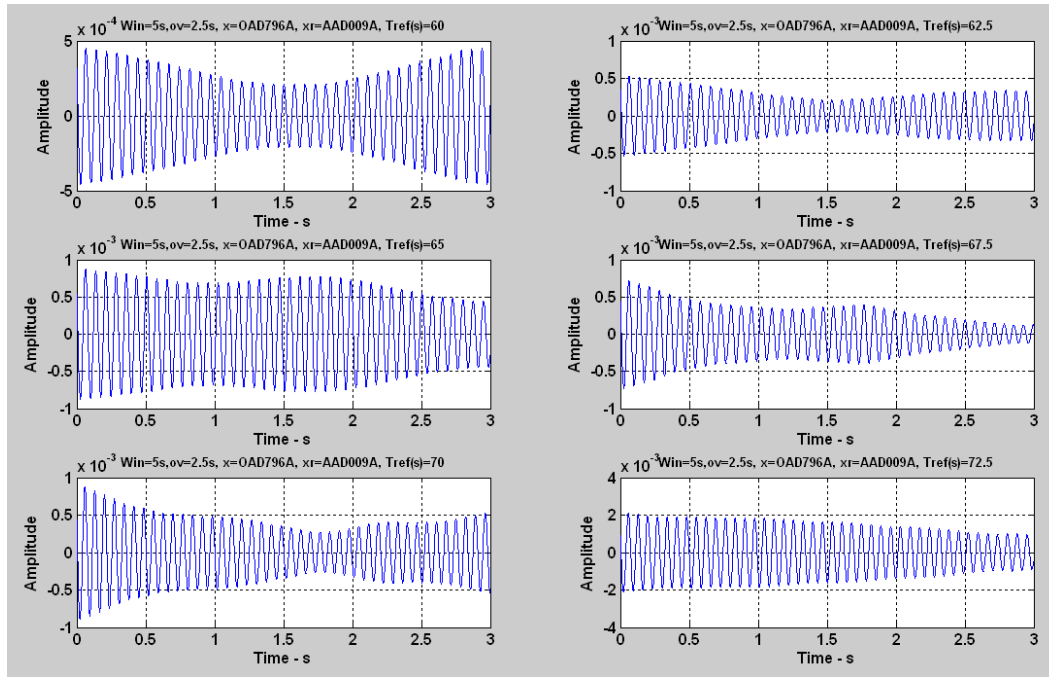 x 10⁻⁴ Win=5s,ov=2.5s, x=OAD796A, xr=AAD009A, Tref(s)=60
5
0
-5
Amplitude
0 0.5 1 1.5 2 2.5 3
Time - s
x 10⁻³ Win=5s,ov=2.5s, x=OAD796A, xr=AAD009A, Tref(s)=62.5
1
0.5
0
-0.5
-1
Amplitude
0 0.5 1 1.5 2 2.5 3
Time - s
x 10⁻³ Win=5s,ov=2.5s, x=OAD796A, xr=AAD009A, Tref(s)=65
1
0.5
0
-0.5
-1
Amplitude
0 0.5 1 1.5 2 2.5 3
Time - s
x 10⁻³ Win=5s,ov=2.5s, x=OAD796A, xr=AAD009A, Tref(s)=67.5
1
0.5
0
-0.5
-1
Amplitude
0 0.5 1 1.5 2 2.5 3
Time - s
x 10⁻³ Win=5s,ov=2.5s, x=OAD796A, xr=AAD009A, Tref(s)=70
1
0.5
0
-0.5
-1
Amplitude
0 0.5 1 1.5 2 2.5 3
Time - s
x 10⁻³ Win=5s,ov=2.5s, x=OAD796A, xr=AAD009A, Tref(s)=72.5
4
2
0
-2
-4
Amplitude
0 0.5 1 1.5 2 2.5 3
Time - s